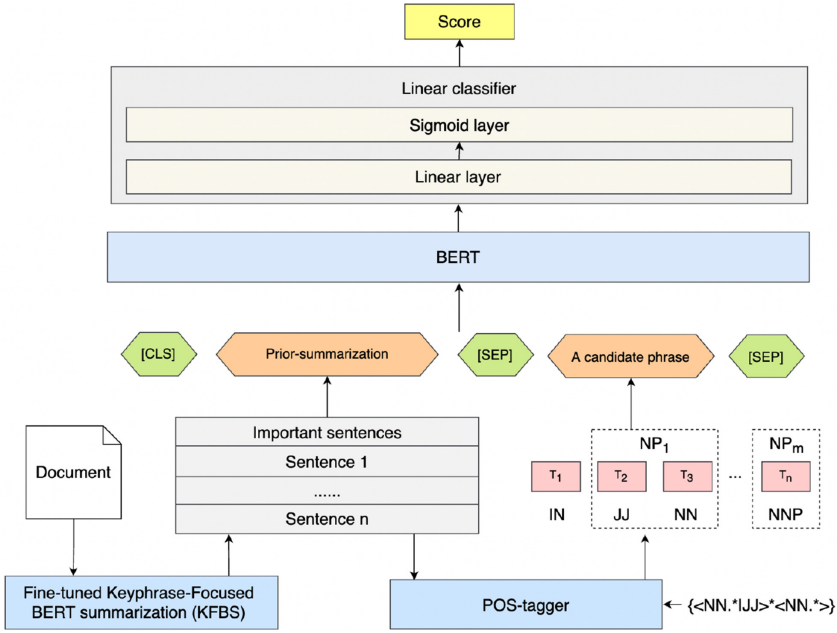 Score
Linear classifier
Sigmoid layer
Linear layer
BERT
[CLS]
Prior-summarization
[SEP]
A candidate phrase
[SEP]
Document
Important sentences
Sentence 1
......
Sentence n
NP1
NPm
T1
T2
T3
...
Tn
IN
JJ
NN
NNP
Fine-tuned Keyphrase-Focused
BERT summarization (KFBS)
POS-tagger
{<NN.*|JJ>*<NN.*>}